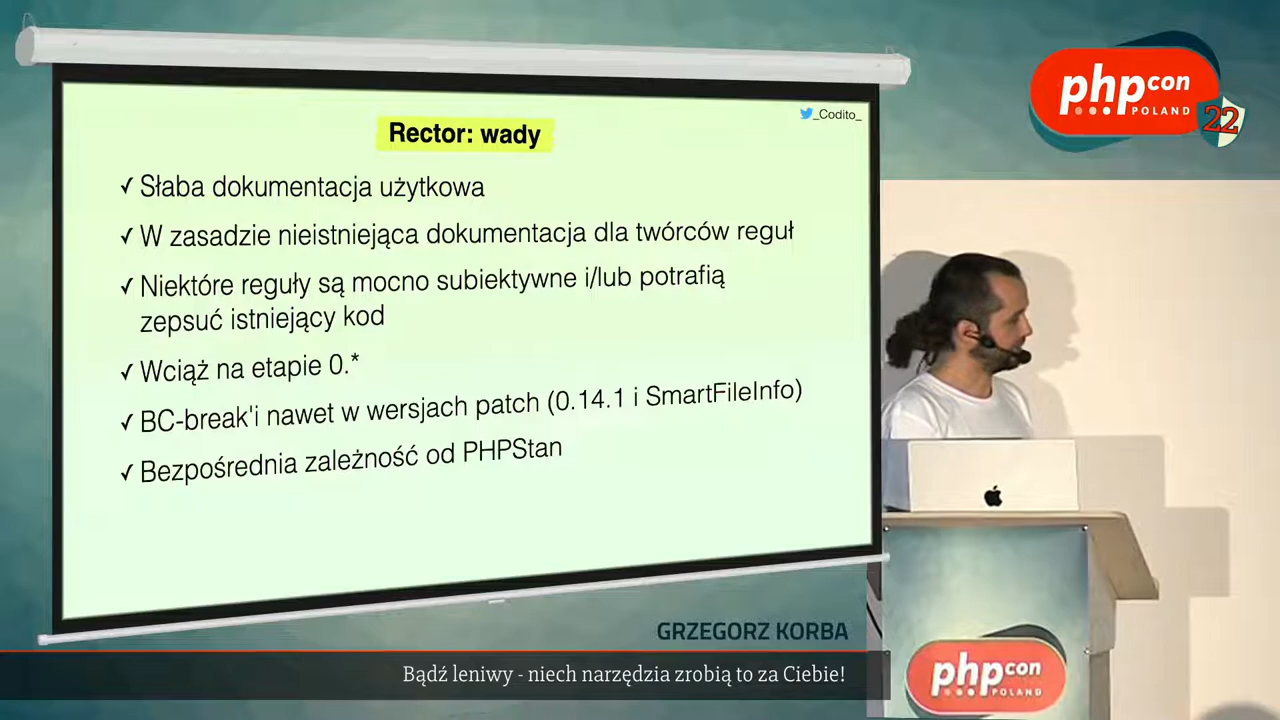 _Codito_
Rector: wady
✓ Słaba dokumentacja użytkowa
✓ W zasadzie nieistniejąca dokumentacja dla twórców reguł
✓ Niektóre reguły są mocno subiektywne i/lub potrafią
zepsuć istniejący kod
✓ Wciąż na etapie 0.*
✓ BC-break'i nawet w wersjach patch (0.14.1 i SmartFileInfo)
✓ Bezpośrednia zależność od PHPStan
php con
POLAND
22
GRZEGORZ KORBA
Bądź leniwy - niech narzędzia zrobią to za Ciebie!
php con
POLAND